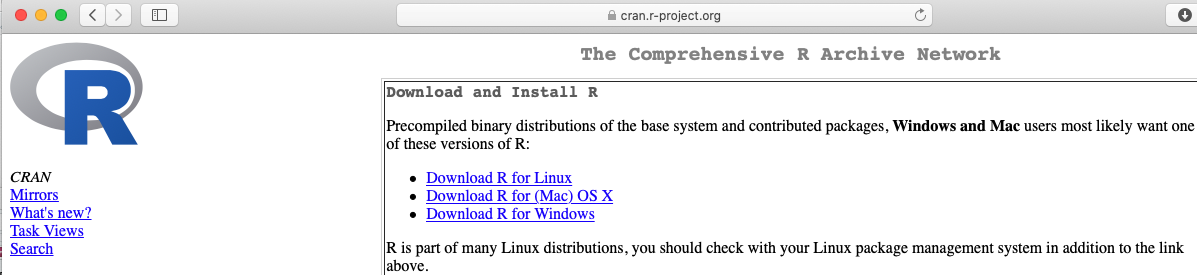 cran.r-project.org
R
The Comprehensive R Archive Network
CRAN
Mirrors
What's new?
Task Views
Search
Download and Install R
Precompiled binary distributions of the base system and contributed packages, Windows and Mac users most likely want one
of these versions of R:
• Download R for Linux
• Download R for (Mac) OS X
• Download R for Windows
R is part of many Linux distributions, you should check with your Linux package management system in addition to the link
above.